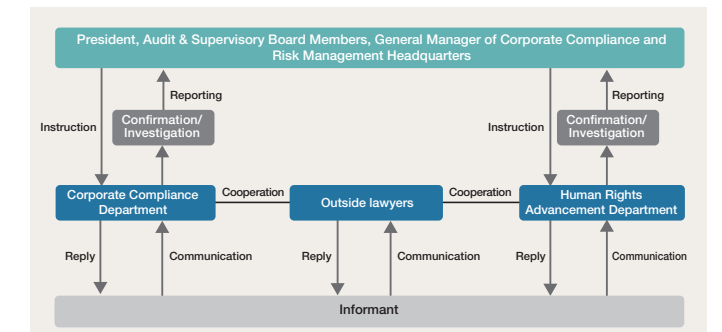 President, Audit & Supervisory Board Members, General Manager of Corporate Compliance and
Risk Management Headquarters
Reporting
Reporting
Instruction
Confirmation/
Investigation
Instruction
Confirmation/
Investigation
Corporate Compliance
Department
Cooperation
Outside lawyers
Cooperation
Human Rights
Advancement Department
Reply
Communication
Reply
Communication
Reply
Communication
Informant